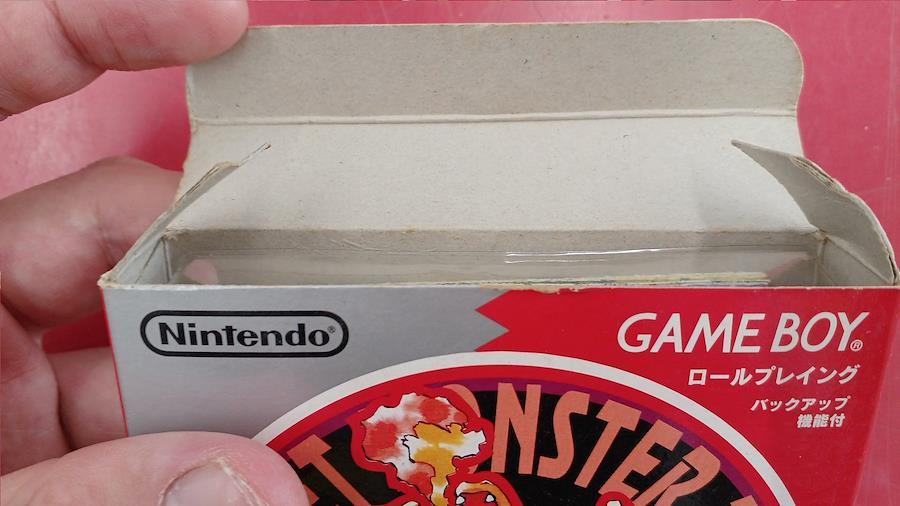 Nintendo®
GAME BOY®
ロールプレイング
バックアップ
機能付
T MONSTER